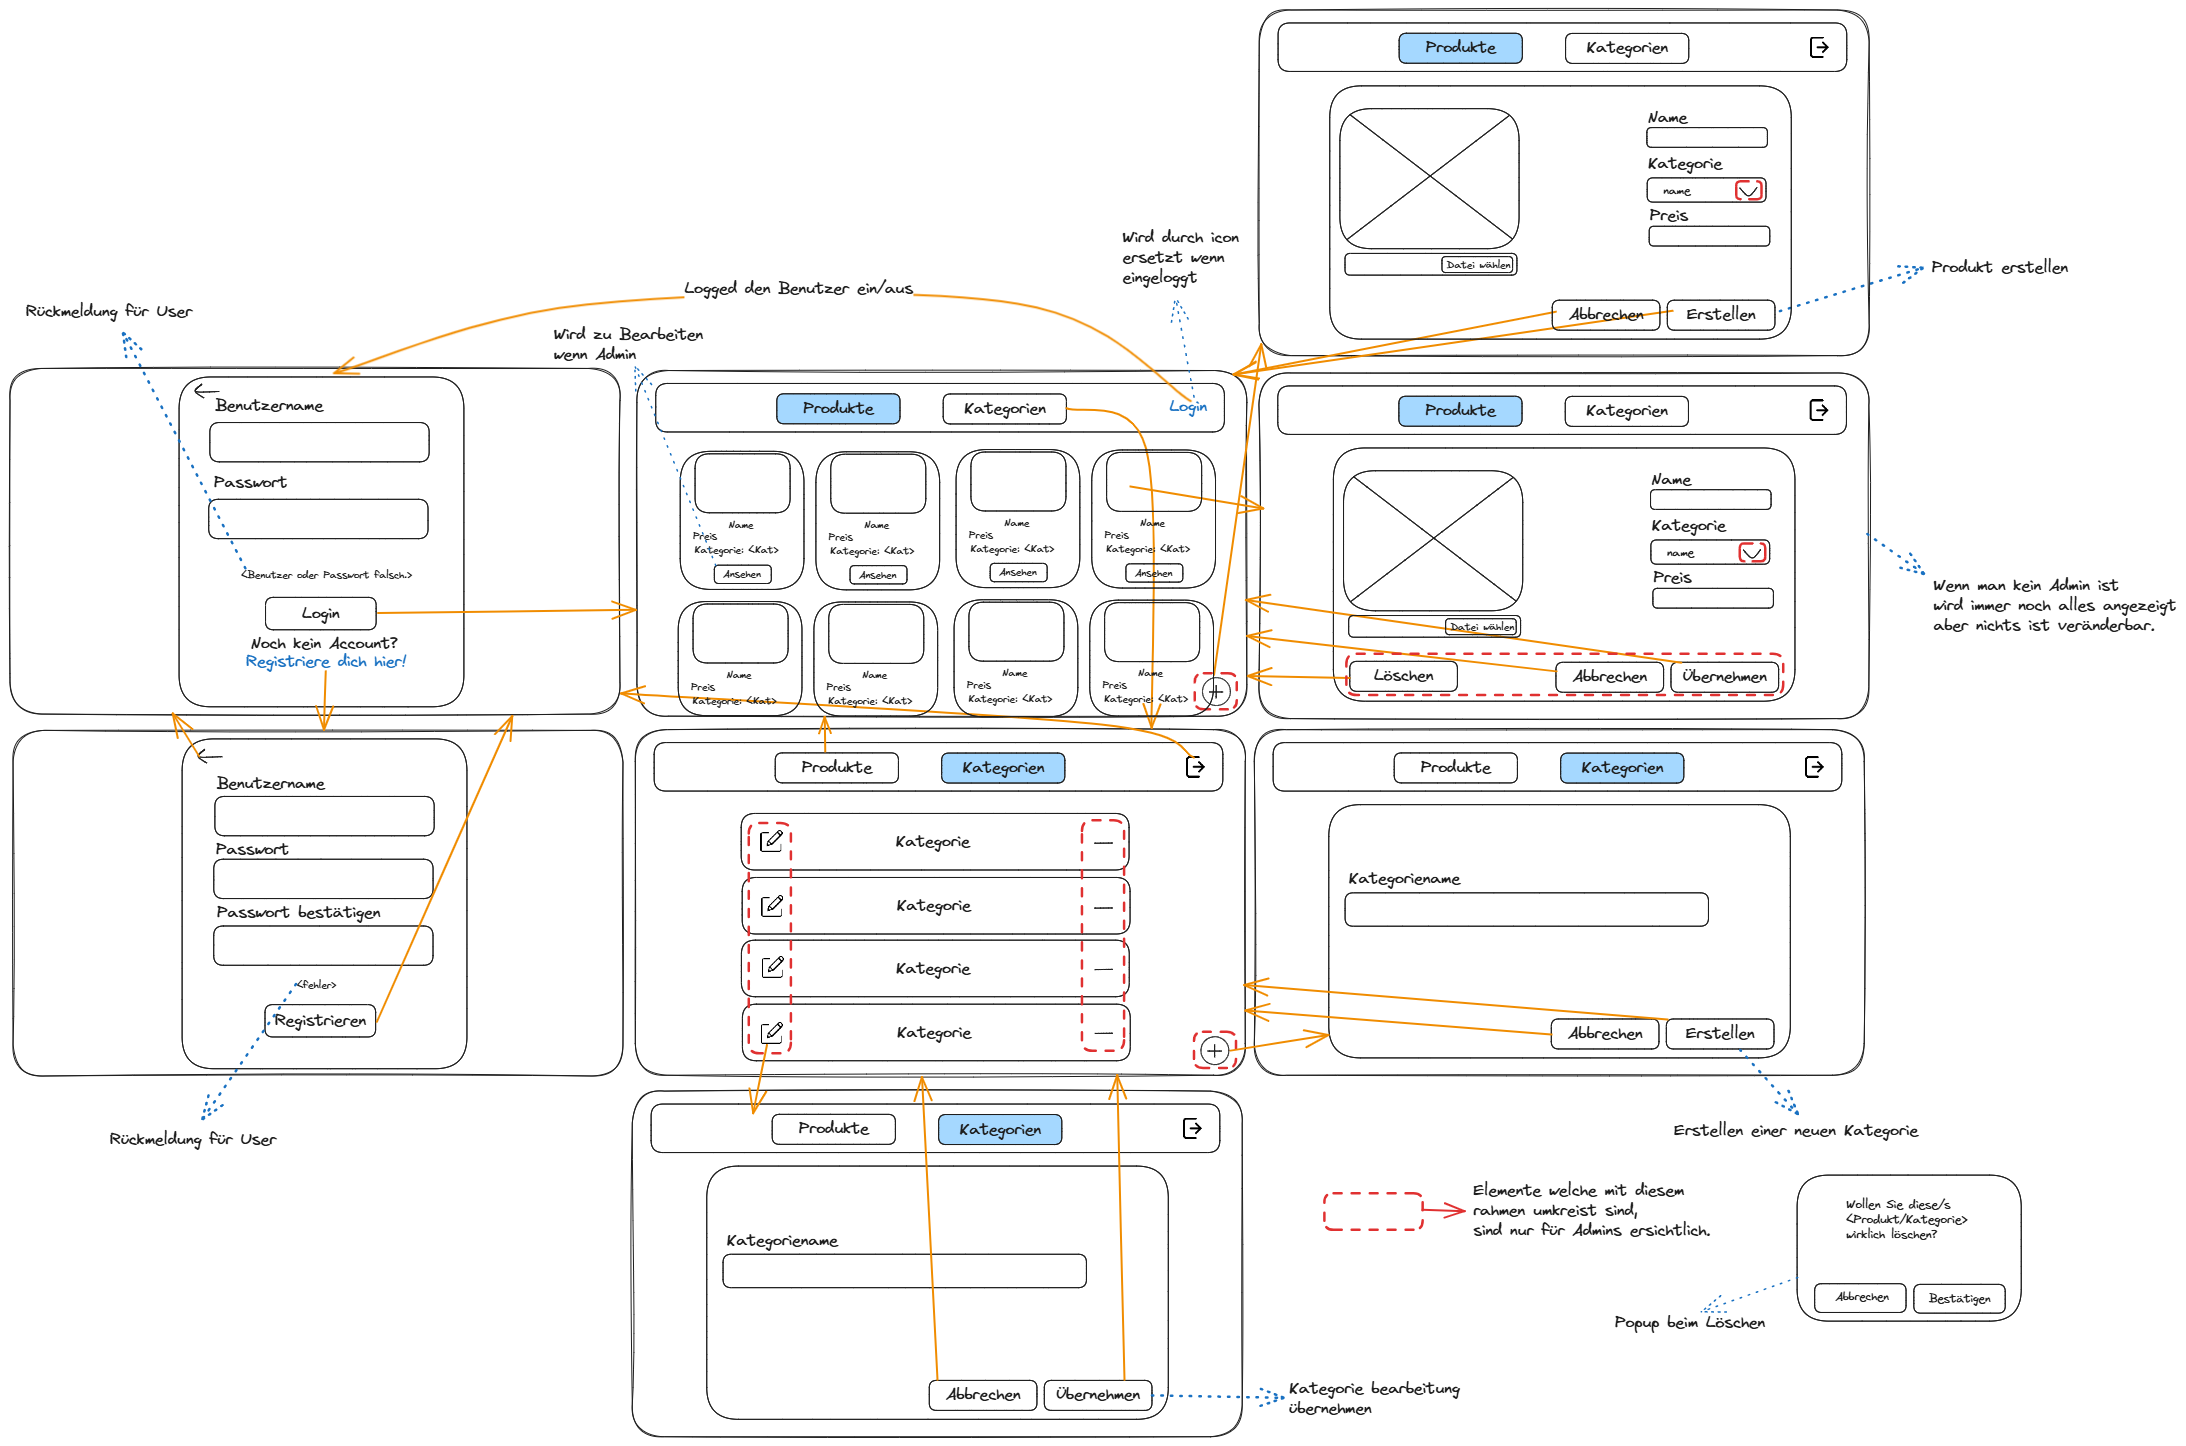 Produkte
Kategorien
Name
Kategorie
name
Preis
Datei wählen
Abbrechen
Erstellen
Produkt erstellen
Wird durch icon
ersetzt wenn
eingeloggt
Logged den Benutzer ein/aus
Rückmeldung für User
Wird zu Bearbeiten
wenn Admin
Benutzername
Passwort
<Benutzer oder Passwort falsch.>
Login
Noch kein Account?
Registriere dich hier!
Produkte
Kategorien
Login
Name
Preis
Kategorie: <Kat>
Ansehen
Name
Preis
Kategorie: <Kat>
Ansehen
Name
Preis
Kategorie: <Kat>
Ansehen
Name
Preis
Kategorie: <Kat>
Ansehen
Name
Preis
Kategorie: <Kat>
Name
Preis
Kategorie: <Kat>
Name
Preis
Kategorie: <Kat>
Name
Preis
Kategorie: <Kat>
Produkte
Kategorien
Name
Kategorie
name
Preis
Datei wählen
Löschen
Abbrechen
Übernehmen
Wenn man kein Admin ist
wird immer noch alles angezeigt
aber nichts ist veränderbar.
Benutzername
Passwort
Passwort bestätigen
<fehler>
Registrieren
Rückmeldung für User
Produkte
Kategorien
Kategorie
Kategorie
Kategorie
Kategorie
Produkte
Kategorien
Kategoriename
Abbrechen
Erstellen
Erstellen einer neuen Kategorie
Produkte
Kategorien
Kategoriename
Abbrechen
Übernehmen
Kategorie bearbeitung
übernehmen
Elemente welche mit diesem
rahmen umkreist sind,
sind nur für Admins ersichtlich.
Wollen Sie diese/s
<Produkt/Kategorie>
wirklich löschen?
Abbrechen
Bestätigen
Popup beim Löschen